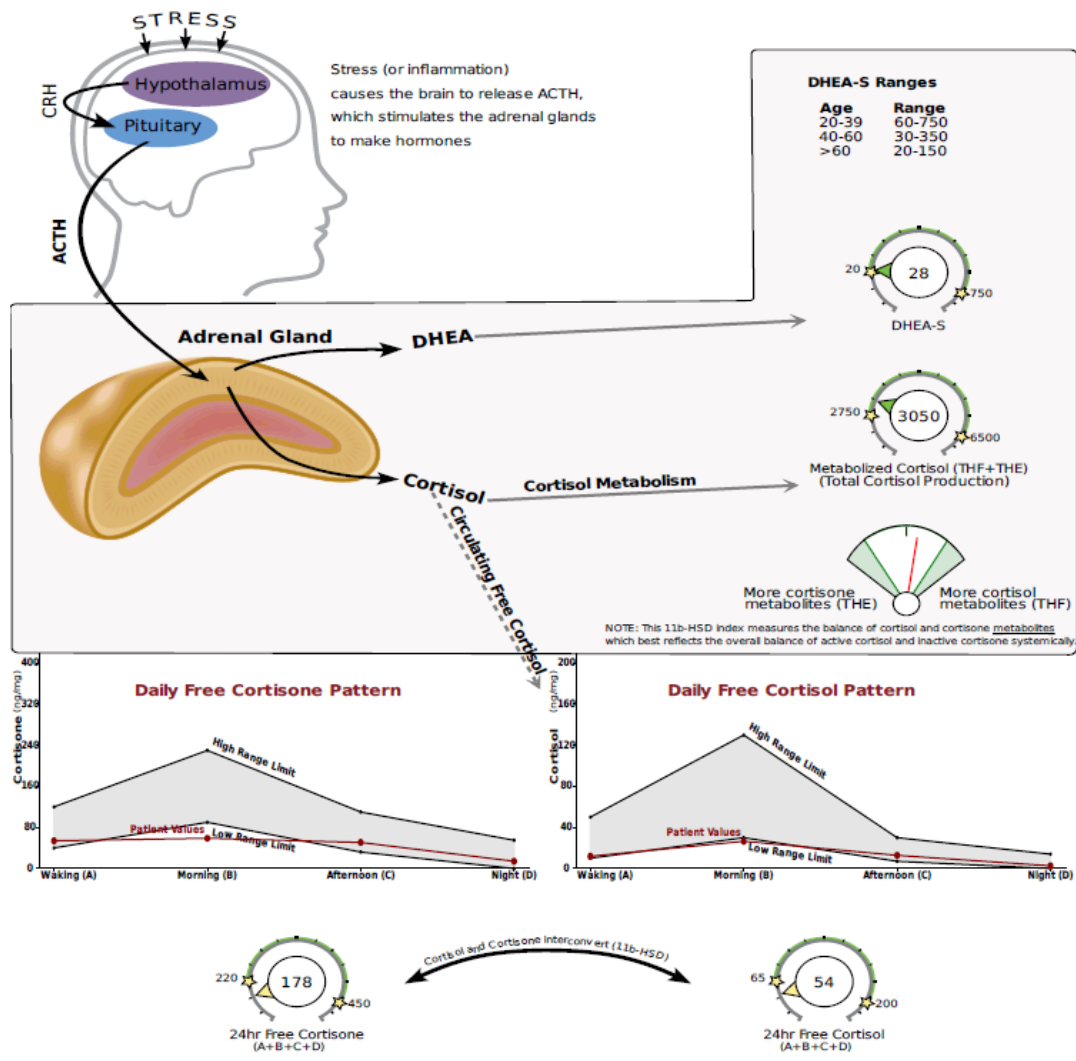 STRESS
Hypothalamus
CRH
Pituitary
ACTH
Stress (or inflammation)
causes the brain to release ACTH,
which stimulates the adrenal glands
to make hormones
DHEA-S Ranges
Age Range
20-39 60-750
40-60 30-350
>60 20-150
20
28
750
DHEA-S
Adrenal Gland
DHEA
2750
3050
6500
Metabolized Cortisol (THF+THE)
(Total Cortisol Production)
Cortisol
Cortisol Metabolism
Circulating Free Cortisol
More cortisone
metabolites (THE)
More cortisol
metabolites (THF)
NOTE: This 11b-HSD index measures the balance of cortisol and cortisone metabolites
which best reflects the overall balance of active cortisol and inactive cortisone systemically.
Daily Free Cortisone Pattern
Cortisone (ng/mg)
400
320
240
160
80
0
High Range Limit
Patient Values
Low Range Limit
Waking (A) Morning (B) Afternoon (C) Night (D)
Daily Free Cortisol Pattern
Cortisol (ng/mg)
200
160
120
80
40
0
High Range Limit
Patient Values
Low Range Limit
Waking (A) Morning (B) Afternoon (C) Night (D)
Cortisol and Cortisone interconvert (11b-HSD)
220
178
450
24hr Free Cortisone
(A+B+C+D)
65
54
200
24hr Free Cortisol
(A+B+C+D)